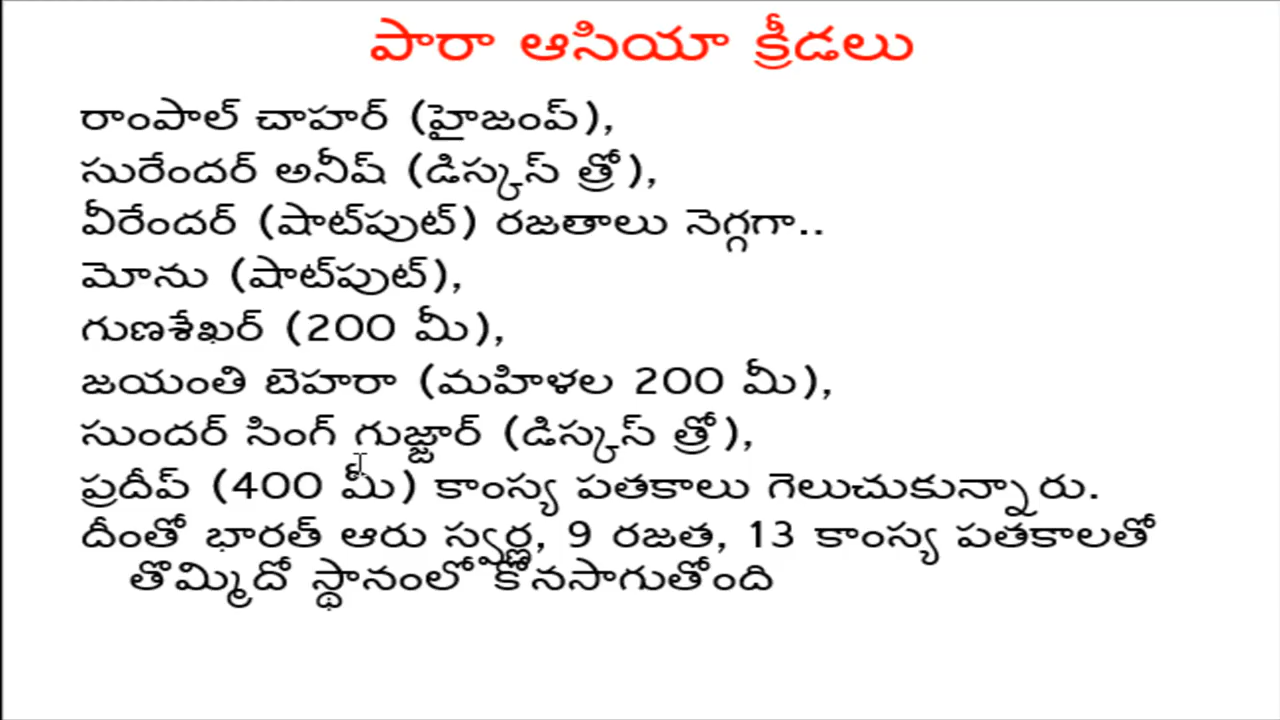 పారా ఆసియా క్రీడలు
రాంపాల్ చాహర్ (హైజంప్),
సురేందర్ అనీష్ (డిస్కస్ త్రో),
వీరేందర్ (షాట్‌పుట్) రజతాలు నెగ్గగా..
మోను (షాట్‌పుట్),
గుణశేఖర్ (200 మీ),
జయంతి బెహరా (మహిళల 200 మీ),
సుందర్ సింగ్ గుజ్జార్ (డిస్కస్ త్రో),
ప్రదీప్ (400 మీ) కాంస్య పతకాలు గెలుచుకున్నారు.
దీంతో భారత్ ఆరు స్వర్ణ, 9 రజత, 13 కాంస్య పతకాలతో
తొమ్మిదో స్థానంలో కొనసాగుతోంది